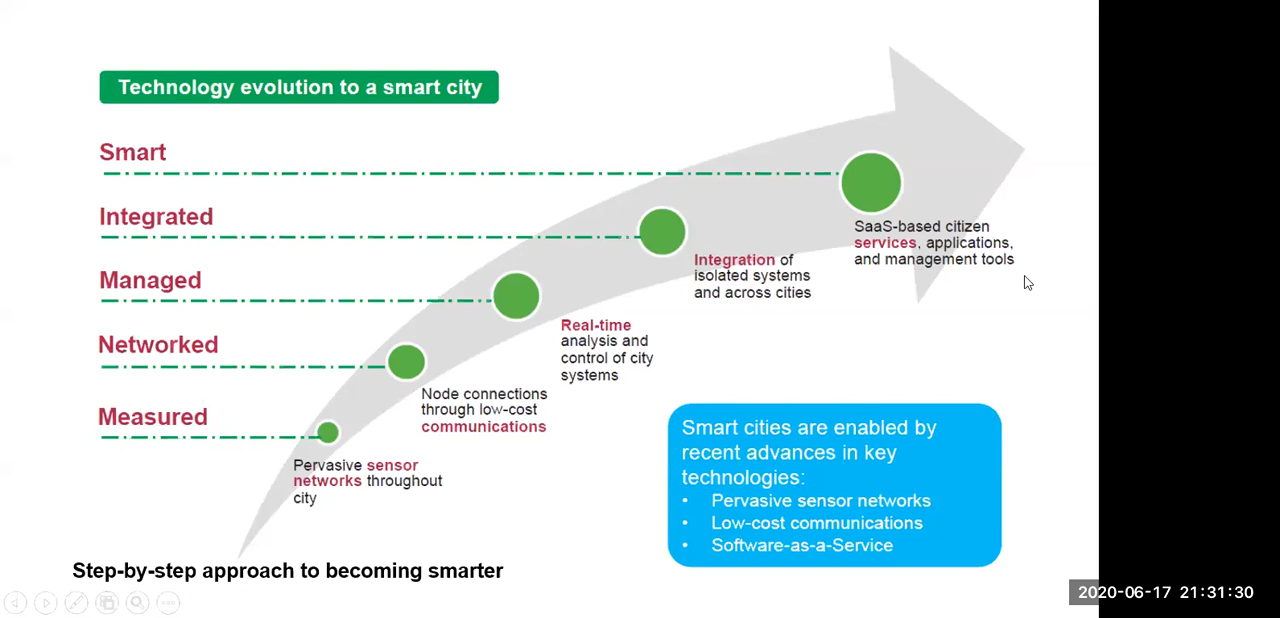 Technology evolution to a smart city
Smart
Integrated
Managed
Networked
Measured
SaaS-based citizen
services, applications,
and management tools
Integration of
isolated systems
and across cities
Real-time
analysis and
control of city
systems
Node connections
through low-cost
communications
Pervasive sensor
networks throughout
city
Smart cities are enabled by
recent advances in key
technologies:
• Pervasive sensor networks
• Low-cost communications
• Software-as-a-Service
Step-by-step approach to becoming smarter
2020-06-17 21:31:30